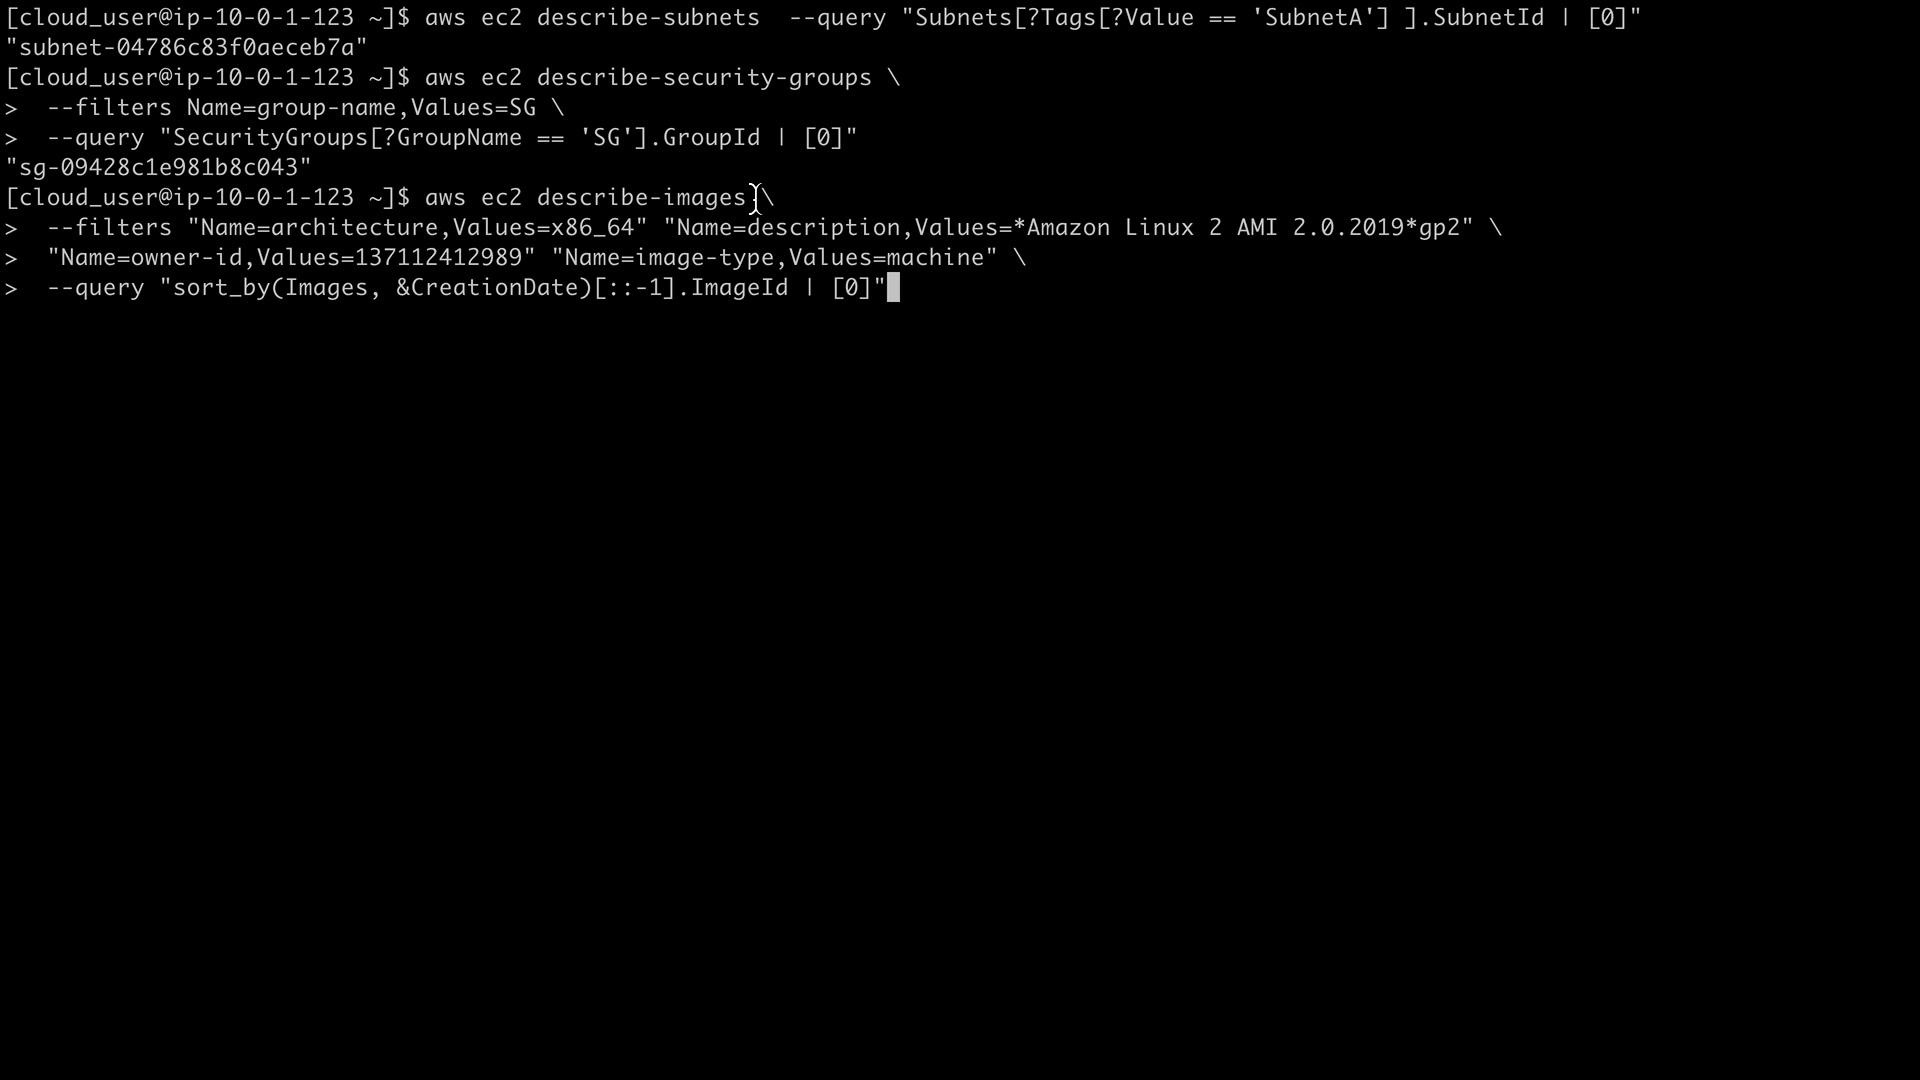 [cloud_user@ip-10-0-1-123 ~]$ aws ec2 describe-subnets  --query "Subnets[?Tags[?Value == 'SubnetA'] ].SubnetId | [0]"
"subnet-04786c83f0aeceb7a"
[cloud_user@ip-10-0-1-123 ~]$ aws ec2 describe-security-groups \
>  --filters Name=group-name,Values=SG \
>  --query "SecurityGroups[?GroupName == 'SG'].GroupId | [0]"
"sg-09428c1e981b8c043"
[cloud_user@ip-10-0-1-123 ~]$ aws ec2 describe-images \
>  --filters "Name=architecture,Values=x86_64" "Name=description,Values=*Amazon Linux 2 AMI 2.0.2019*gp2" \
>  "Name=owner-id,Values=137112412989" "Name=image-type,Values=machine" \
>  --query "sort_by(Images, &CreationDate)[::-1].ImageId | [0]"